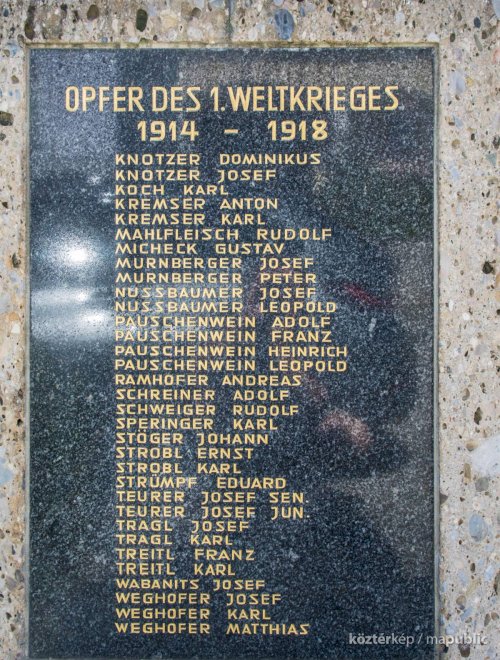 OPFER DES 1. WELTKRIEGES
1914 – 1918
KNOTZER DOMINIKUS
KNOTZER JOSEF
KOCH KARL
KREMSER ANTON
KREMSER KARL
MAHLFLEISCH RUDOLF
MICHECK GUSTAV
MURNBERGER JOSEF
MURNBERGER PETER
NUSSBAUMER JOSEF
NUSSBAUMER LEOPOLD
PAUSCHENWEIN ADOLF
PAUSCHENWEIN FRANZ
PAUSCHENWEIN HEINRICH
PAUSCHENWEIN LEOPOLD
RAMHOFER ANDREAS
SCHREINER ADOLF
SCHWEIGER RUDOLF
SPERINGER KARL
STÖGER JOHANN
STROBL ERNST
STROBL KARL
STRÜMPF EDUARD
TEURER JOSEF SEN.
TEURER JOSEF JUN.
TRAGL JOSEF
TRAGL KARL
TREITL FRANZ
TREITL KARL
WABANITS JOSEF
WEGHOFER JOSEF
WEGHOFER KARL
WEGHOFER MATTHIAS
köztérkép / mapublic